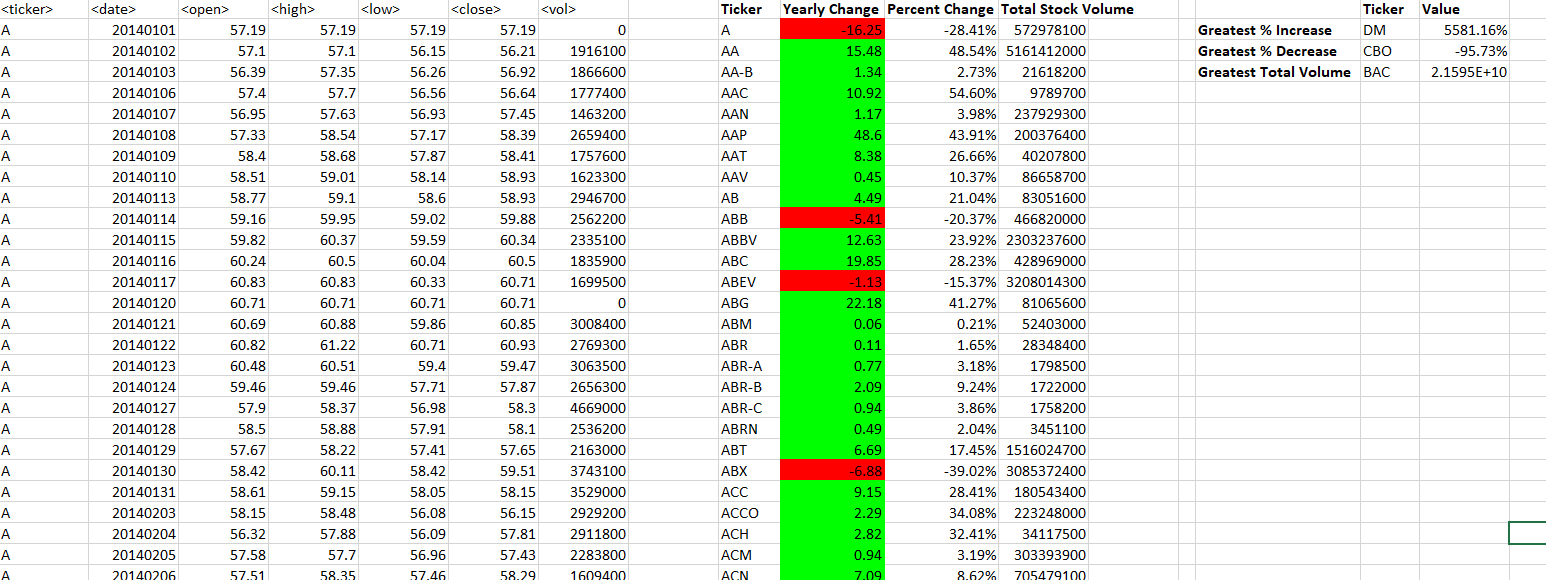 <ticker> <date> <open> <high> <low> <close> <vol> Ticker Yearly Change Percent Change Total Stock Volume Ticker Value
A 20140101 57.19 57.19 57.19 57.19 0 A -16.25 -28.41% 572978100 Greatest % Increase DM 5581.16%
A 20140102 57.1 57.1 56.15 56.21 1916100 AA 15.48 48.54% 5161412000 Greatest % Decrease CBO -95.73%
A 20140103 56.39 57.35 56.26 56.92 1866600 AA-B 1.34 2.73% 21618200 Greatest Total Volume BAC 2.1595E+10
A 20140106 57.4 57.7 56.56 56.64 1777400 AAC 10.92 54.60% 9789700
A 20140107 56.95 57.63 56.93 57.45 1463200 AAN 1.17 3.98% 237929300
A 20140108 57.33 58.54 57.17 58.39 2659400 AAP 48.6 43.91% 200376400
A 20140109 58.4 58.68 57.87 58.41 1757600 AAT 8.38 26.66% 40207800
A 20140110 58.51 59.01 58.14 58.93 1623300 AAV 0.45 10.37% 86658700
A 20140113 58.77 59.1 58.6 58.93 2946700 AB 4.49 21.04% 83051600
A 20140114 59.16 59.95 59.02 59.88 2562200 ABB -5.41 -20.37% 466820000
A 20140115 59.82 60.37 59.59 60.34 2335100 ABBV 12.63 23.92% 2303237600
A 20140116 60.24 60.5 60.04 60.5 1835900 ABC 19.85 28.23% 428969000
A 20140117 60.83 60.83 60.33 60.71 1699500 ABEV -1.13 -15.37% 3208014300
A 20140120 60.71 60.71 60.71 60.71 0 ABG 22.18 41.27% 81065600
A 20140121 60.69 60.88 59.86 60.85 3008400 ABM 0.06 0.21% 52403000
A 20140122 60.82 61.22 60.71 60.93 2769300 ABR 0.11 1.65% 28348400
A 20140123 60.48 60.51 59.4 59.47 3063500 ABR-A 0.77 3.18% 1798500
A 20140124 59.46 59.46 57.71 57.87 2656300 ABR-B 2.09 9.24% 1722000
A 20140127 57.9 58.37 56.98 58.3 4669000 ABR-C 0.94 3.86% 1758200
A 20140128 58.5 58.88 57.91 58.1 2536200 ABRN 0.49 2.04% 3451100
A 20140129 57.67 58.22 57.41 57.65 2163000 ABT 6.69 17.45% 1516024700
A 20140130 58.42 60.11 58.42 59.51 3743100 ABX -6.88 -39.02% 3085372400
A 20140131 58.61 59.15 58.05 58.15 3529000 ACC 9.15 28.41% 180543400
A 20140203 58.15 58.48 56.08 56.15 2929200 ACCO 2.29 34.08% 223248000
A 20140204 56.32 57.88 56.09 57.81 2911800 ACH 2.82 32.41% 34117500
A 20140205 57.58 57.7 56.96 57.43 2283800 ACM 0.94 3.19% 303393900
A 20140206 57.51 58.35 57.46 58.29 1609400 ACN 7.09 8.62% 705479100